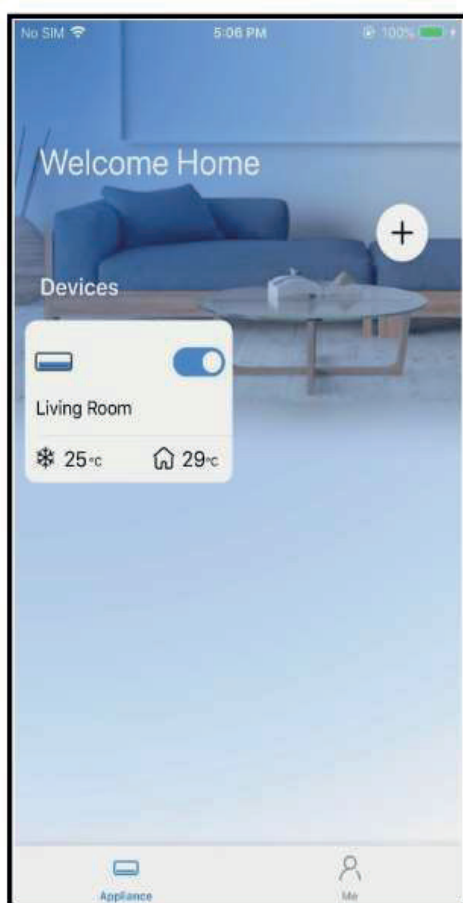 No SIM 5:06 PM 100%
Welcome Home
+
Devices
Living Room
25°C 29°C
Appliance Me